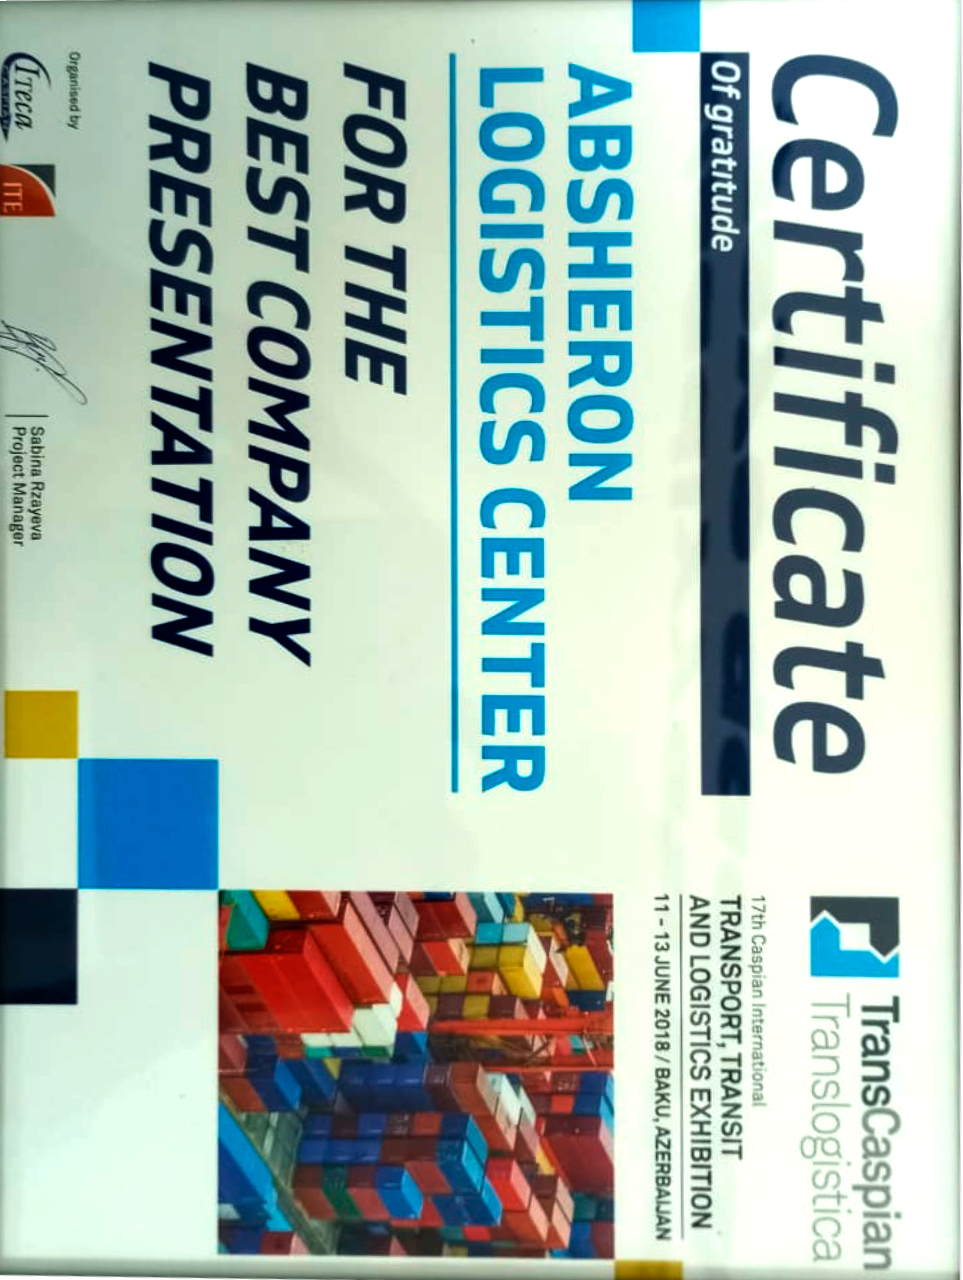 Certificate
Of gratitude
ABSHERON
LOGISTICS CENTER
FOR THE
BEST COMPANY
PRESENTATION
TransCaspian
Translogistica
17th Caspian International
TRANSPORT, TRANSIT
AND LOGISTICS EXHIBITION
11 - 13 JUNE 2018 / BAKU, AZERBAIJAN
Organised by
ITECA
CASPIAN
ITE
Sabina Rzayeva
Project Manager